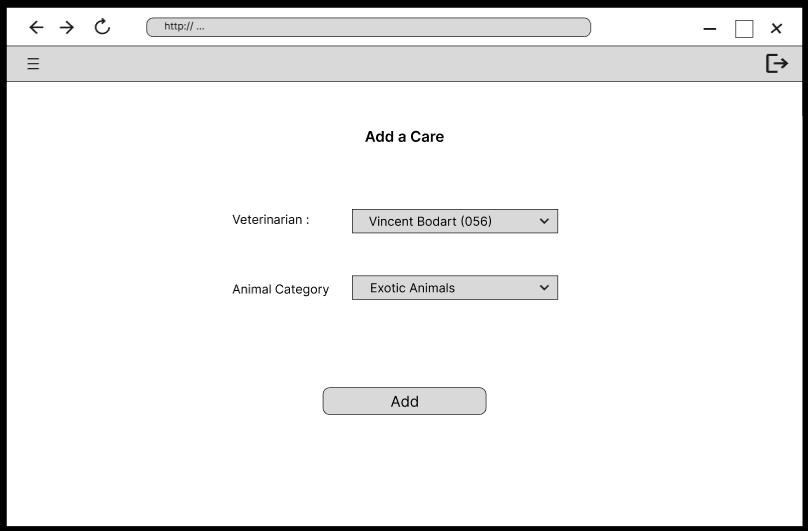 http:// ...
Add a Care
Veterinarian :
Vincent Bodart (056)
Animal Category
Exotic Animals
Add